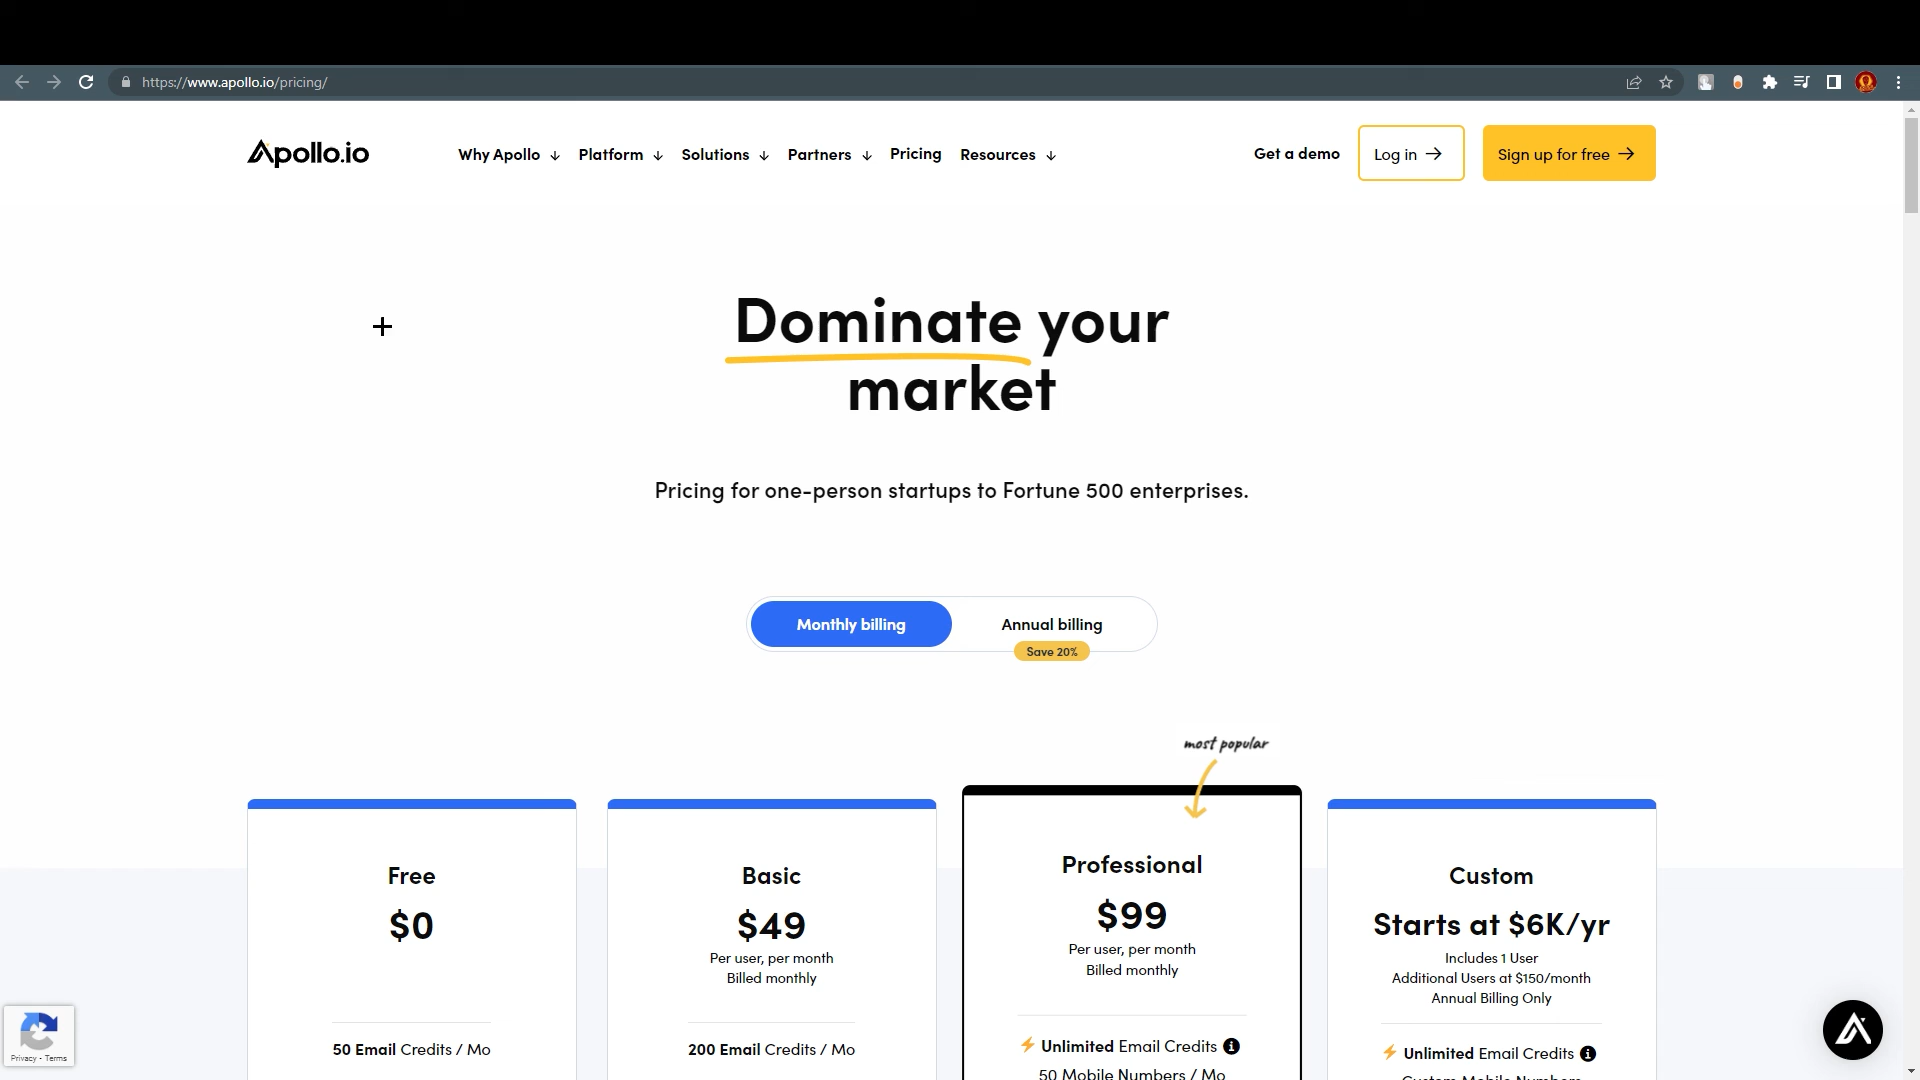 https://www.apollo.io/pricing/
Apollo.io
Why Apollo ↓ Platform ↓ Solutions ↓ Partners ↓ Pricing Resources ↓
Get a demo Log in → Sign up for free →
Dominate your
market
Pricing for one-person startups to Fortune 500 enterprises.
Monthly billing Annual billing
Save 20%
most popular
Free
$0
50 Email Credits / Mo
Basic
$49
Per user, per month
Billed monthly
200 Email Credits / Mo
Professional
$99
Per user, per month
Billed monthly
Unlimited Email Credits
50 Mobile Numbers / Mo
Custom
Starts at $6K/yr
Includes 1 User
Additional Users at $150/month
Annual Billing Only
Unlimited Email Credits
Custom Mobile Numbers
Privacy - Terms